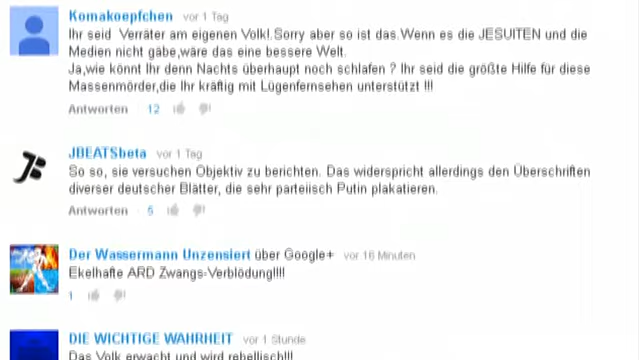 Komakoepfchen vor 1 Tag
Ihr seid Verräter am eigenen Volk!.Sorry aber so ist das.Wenn es die JESUITEN und die
Medien nicht gäbe,wäre das eine bessere Welt.
Ja,wie könnt Ihr denn Nachts überhaupt noch schlafen ? Ihr seid die größte Hilfe für diese
Massenmörder,die Ihr kräftig mit Lügenfernsehen unterstützt !!!
Antworten 12
JBEATSbeta vor 1 Tag
So so, sie versuchen Objektiv zu berichten. Das widerspricht allerdings den Überschriften
diverser deutscher Blätter, die sehr parteiisch Putin plakatieren.
Antworten 5
Der Wassermann Unzensiert über Google+ vor 16 Minuten
Ekelhafte ARD Zwangs-Verblödung!!!!
1
DIE WICHTIGE WAHRHEIT vor 1 Stunde
Das Volk erwacht und wird rebellisch!!!